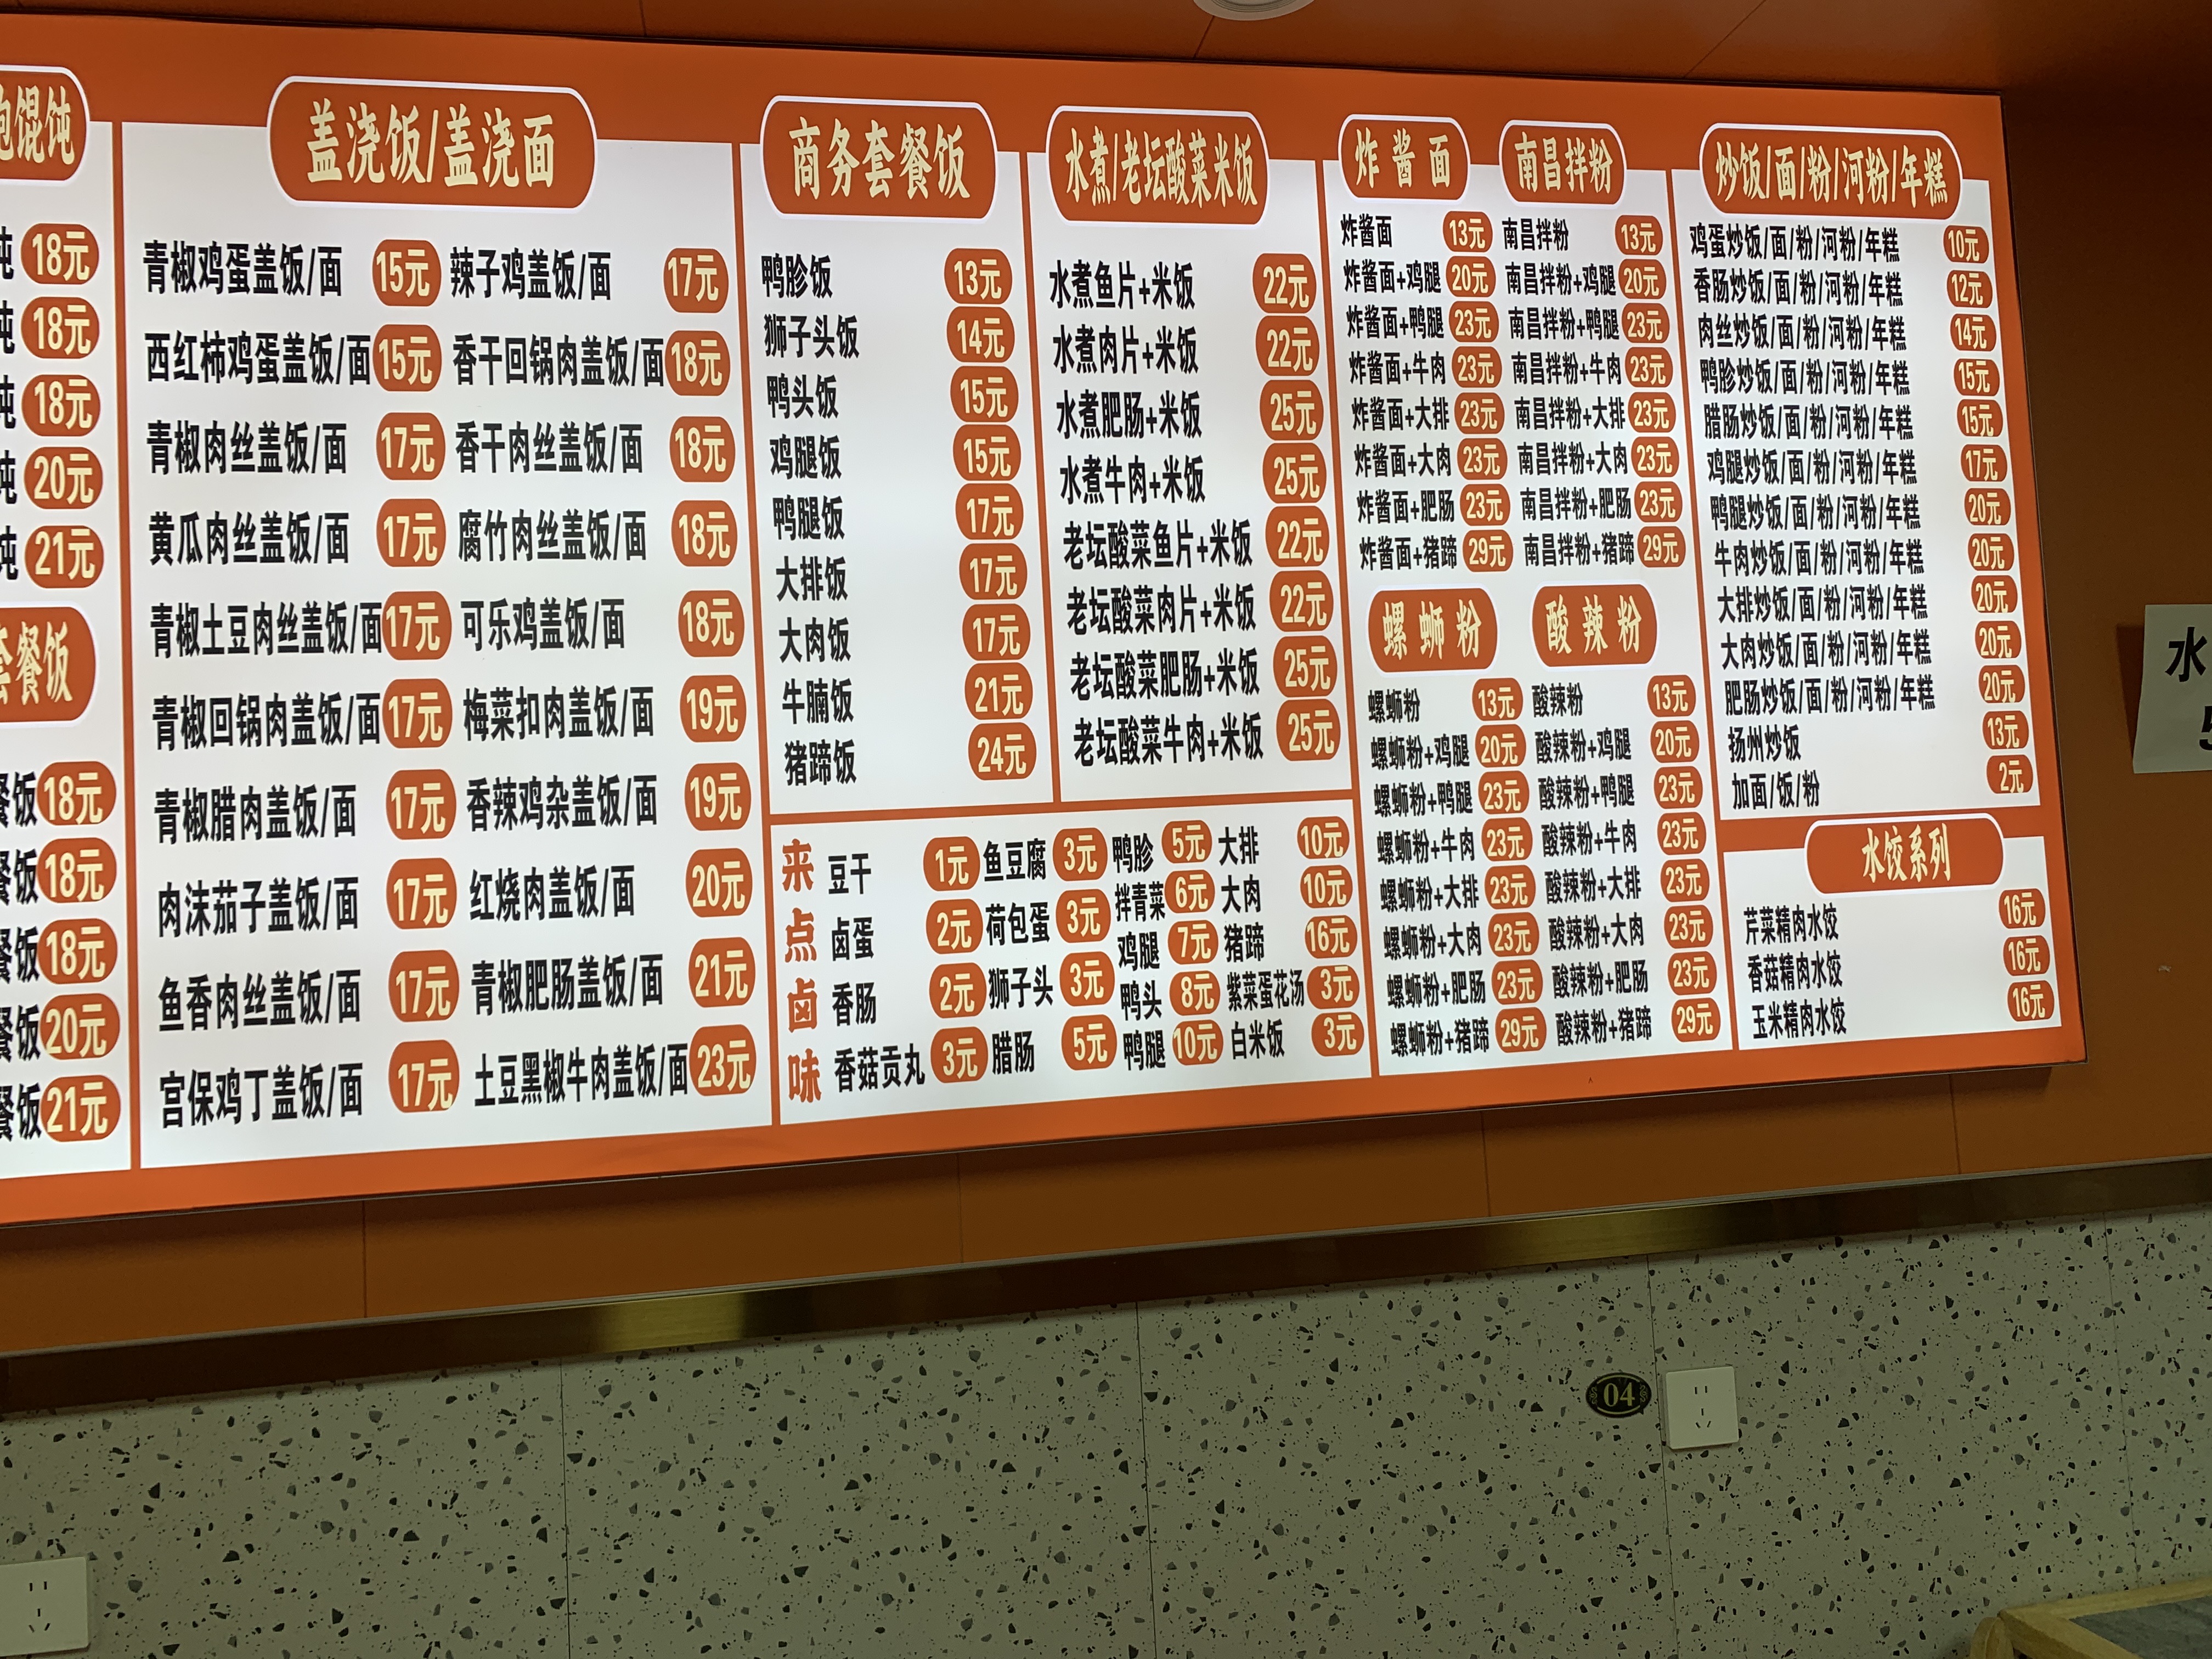 馄饨
18元
18元
18元
20元
21元
套餐饭
餐饭 18元
餐饭 18元
餐饭 18元
餐饭 20元
餐饭 21元
盖浇饭/盖浇面
青椒鸡蛋盖饭/面 15元
西红柿鸡蛋盖饭/面 15元
青椒肉丝盖饭/面 17元
黄瓜肉丝盖饭/面 17元
青椒土豆肉丝盖饭/面 17元
青椒回锅肉盖饭/面 17元
青椒腊肉盖饭/面 17元
肉沫茄子盖饭/面 17元
鱼香肉丝盖饭/面 17元
宫保鸡丁盖饭/面 17元
辣子鸡盖饭/面 17元
香干回锅肉盖饭/面 18元
香干肉丝盖饭/面 18元
腐竹肉丝盖饭/面 18元
可乐鸡盖饭/面 18元
梅菜扣肉盖饭/面 19元
香辣鸡杂盖饭/面 19元
红烧肉盖饭/面 20元
青椒肥肠盖饭/面 21元
土豆黑椒牛肉盖饭/面 23元
商务套餐饭
鸭胗饭 13元
狮子头饭 14元
鸭头饭 15元
鸡腿饭 15元
鸭腿饭 17元
大排饭 17元
大肉饭 17元
牛腩饭 21元
猪蹄饭 24元
水煮/老坛酸菜米饭
水煮鱼片+米饭 22元
水煮肉片+米饭 22元
水煮肥肠+米饭 25元
水煮牛肉+米饭 25元
老坛酸菜鱼片+米饭 22元
老坛酸菜肉片+米饭 22元
老坛酸菜肥肠+米饭 25元
老坛酸菜牛肉+米饭 25元
来点卤味
豆干 1元
卤蛋 2元
香肠 2元
香菇贡丸 3元
鱼豆腐 3元
荷包蛋 3元
狮子头 3元
腊肠 5元
鸭胗 5元
拌青菜 6元
鸡腿 7元
鸭头 8元
鸭腿 10元
大排 10元
大肉 10元
猪蹄 16元
紫菜蛋花汤 3元
白米饭 3元
炸酱面
炸酱面 13元
炸酱面+鸡腿 20元
炸酱面+鸭腿 23元
炸酱面+牛肉 23元
炸酱面+大排 23元
炸酱面+大肉 23元
炸酱面+肥肠 23元
炸酱面+猪蹄 29元
南昌拌粉
南昌拌粉 13元
南昌拌粉+鸡腿 20元
南昌拌粉+鸭腿 23元
南昌拌粉+牛肉 23元
南昌拌粉+大排 23元
南昌拌粉+大肉 23元
南昌拌粉+肥肠 23元
南昌拌粉+猪蹄 29元
螺蛳粉
螺蛳粉 13元
螺蛳粉+鸡腿 20元
螺蛳粉+鸭腿 23元
螺蛳粉+牛肉 23元
螺蛳粉+大排 23元
螺蛳粉+大肉 23元
螺蛳粉+肥肠 23元
螺蛳粉+猪蹄 29元
酸辣粉
酸辣粉 13元
酸辣粉+鸡腿 20元
酸辣粉+鸭腿 23元
酸辣粉+牛肉 23元
酸辣粉+大排 23元
酸辣粉+大肉 23元
酸辣粉+肥肠 23元
酸辣粉+猪蹄 29元
炒饭/面/粉/河粉/年糕
鸡蛋炒饭/面/粉/河粉/年糕 10元
香肠炒饭/面/粉/河粉/年糕 12元
肉丝炒饭/面/粉/河粉/年糕 14元
鸭胗炒饭/面/粉/河粉/年糕 15元
腊肠炒饭/面/粉/河粉/年糕 15元
鸡腿炒饭/面/粉/河粉/年糕 17元
鸭腿炒饭/面/粉/河粉/年糕 20元
牛肉炒饭/面/粉/河粉/年糕 20元
大排炒饭/面/粉/河粉/年糕 20元
大肉炒饭/面/粉/河粉/年糕 20元
肥肠炒饭/面/粉/河粉/年糕 20元
扬州炒饭 13元
加面/饭/粉 2元
水饺系列
芹菜精肉水饺 16元
香菇精肉水饺 16元
玉米精肉水饺 16元
水
04